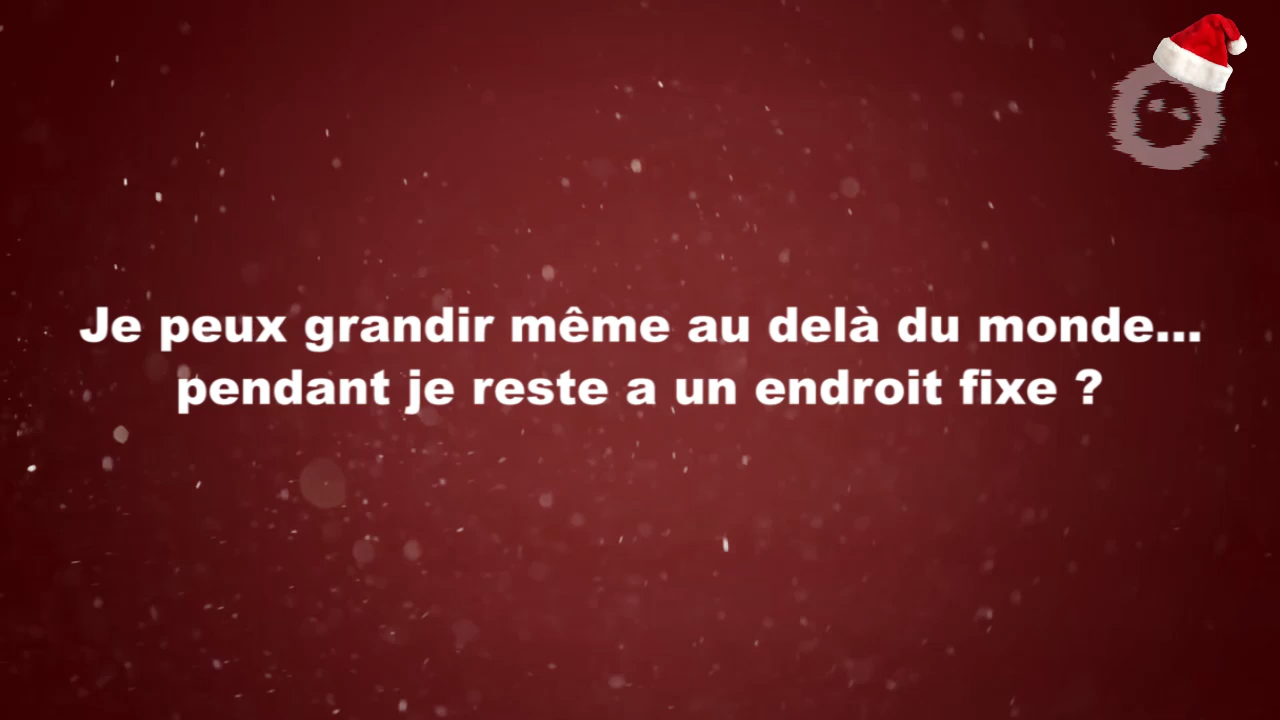 Je peux grandir même au delà du monde...
pendant je reste a un endroit fixe ?